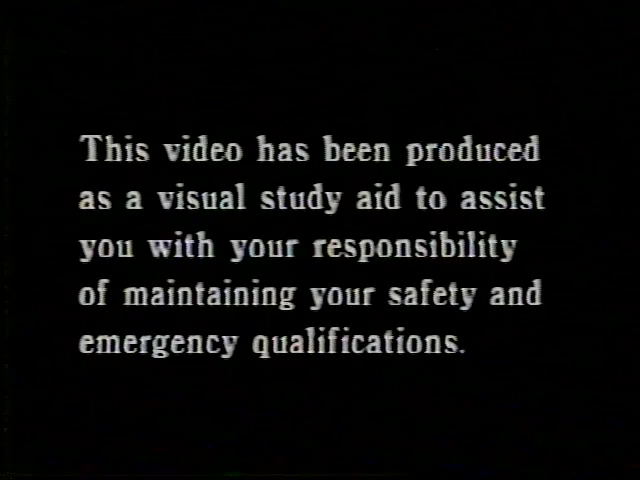 This video has been produced
as a visual study aid to assist
you with your responsibility
of maintaining your safety and
emergency qualifications.